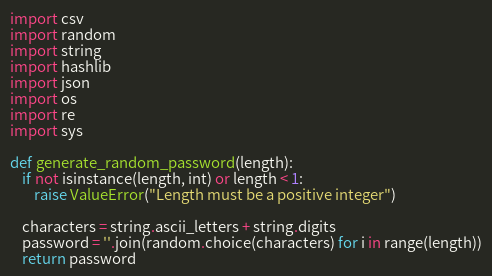 import csv
import random
import string
import hashlib
import json
import os
import re
import sys

def generate_random_password(length):
    if not isinstance(length, int) or length < 1:
        raise ValueError("Length must be a positive integer")

    characters = string.ascii_letters + string.digits
    password = ''.join(random.choice(characters) for i in range(length))
    return password